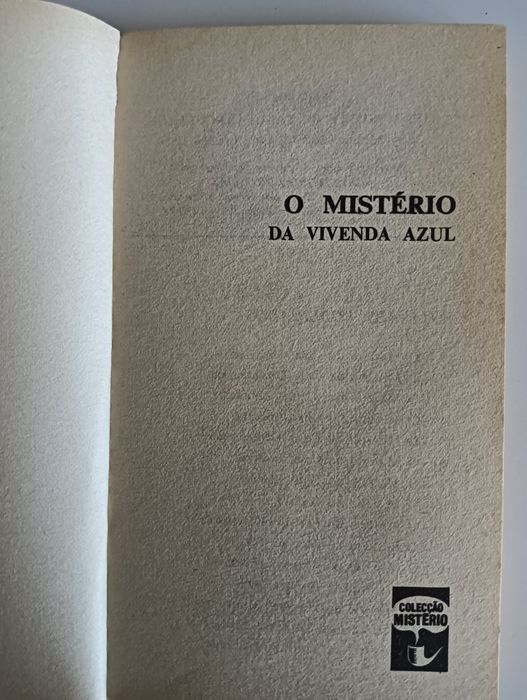 O MISTÉRIO
DA VIVENDA AZUL
COLECÇÃO
MISTÉRIO